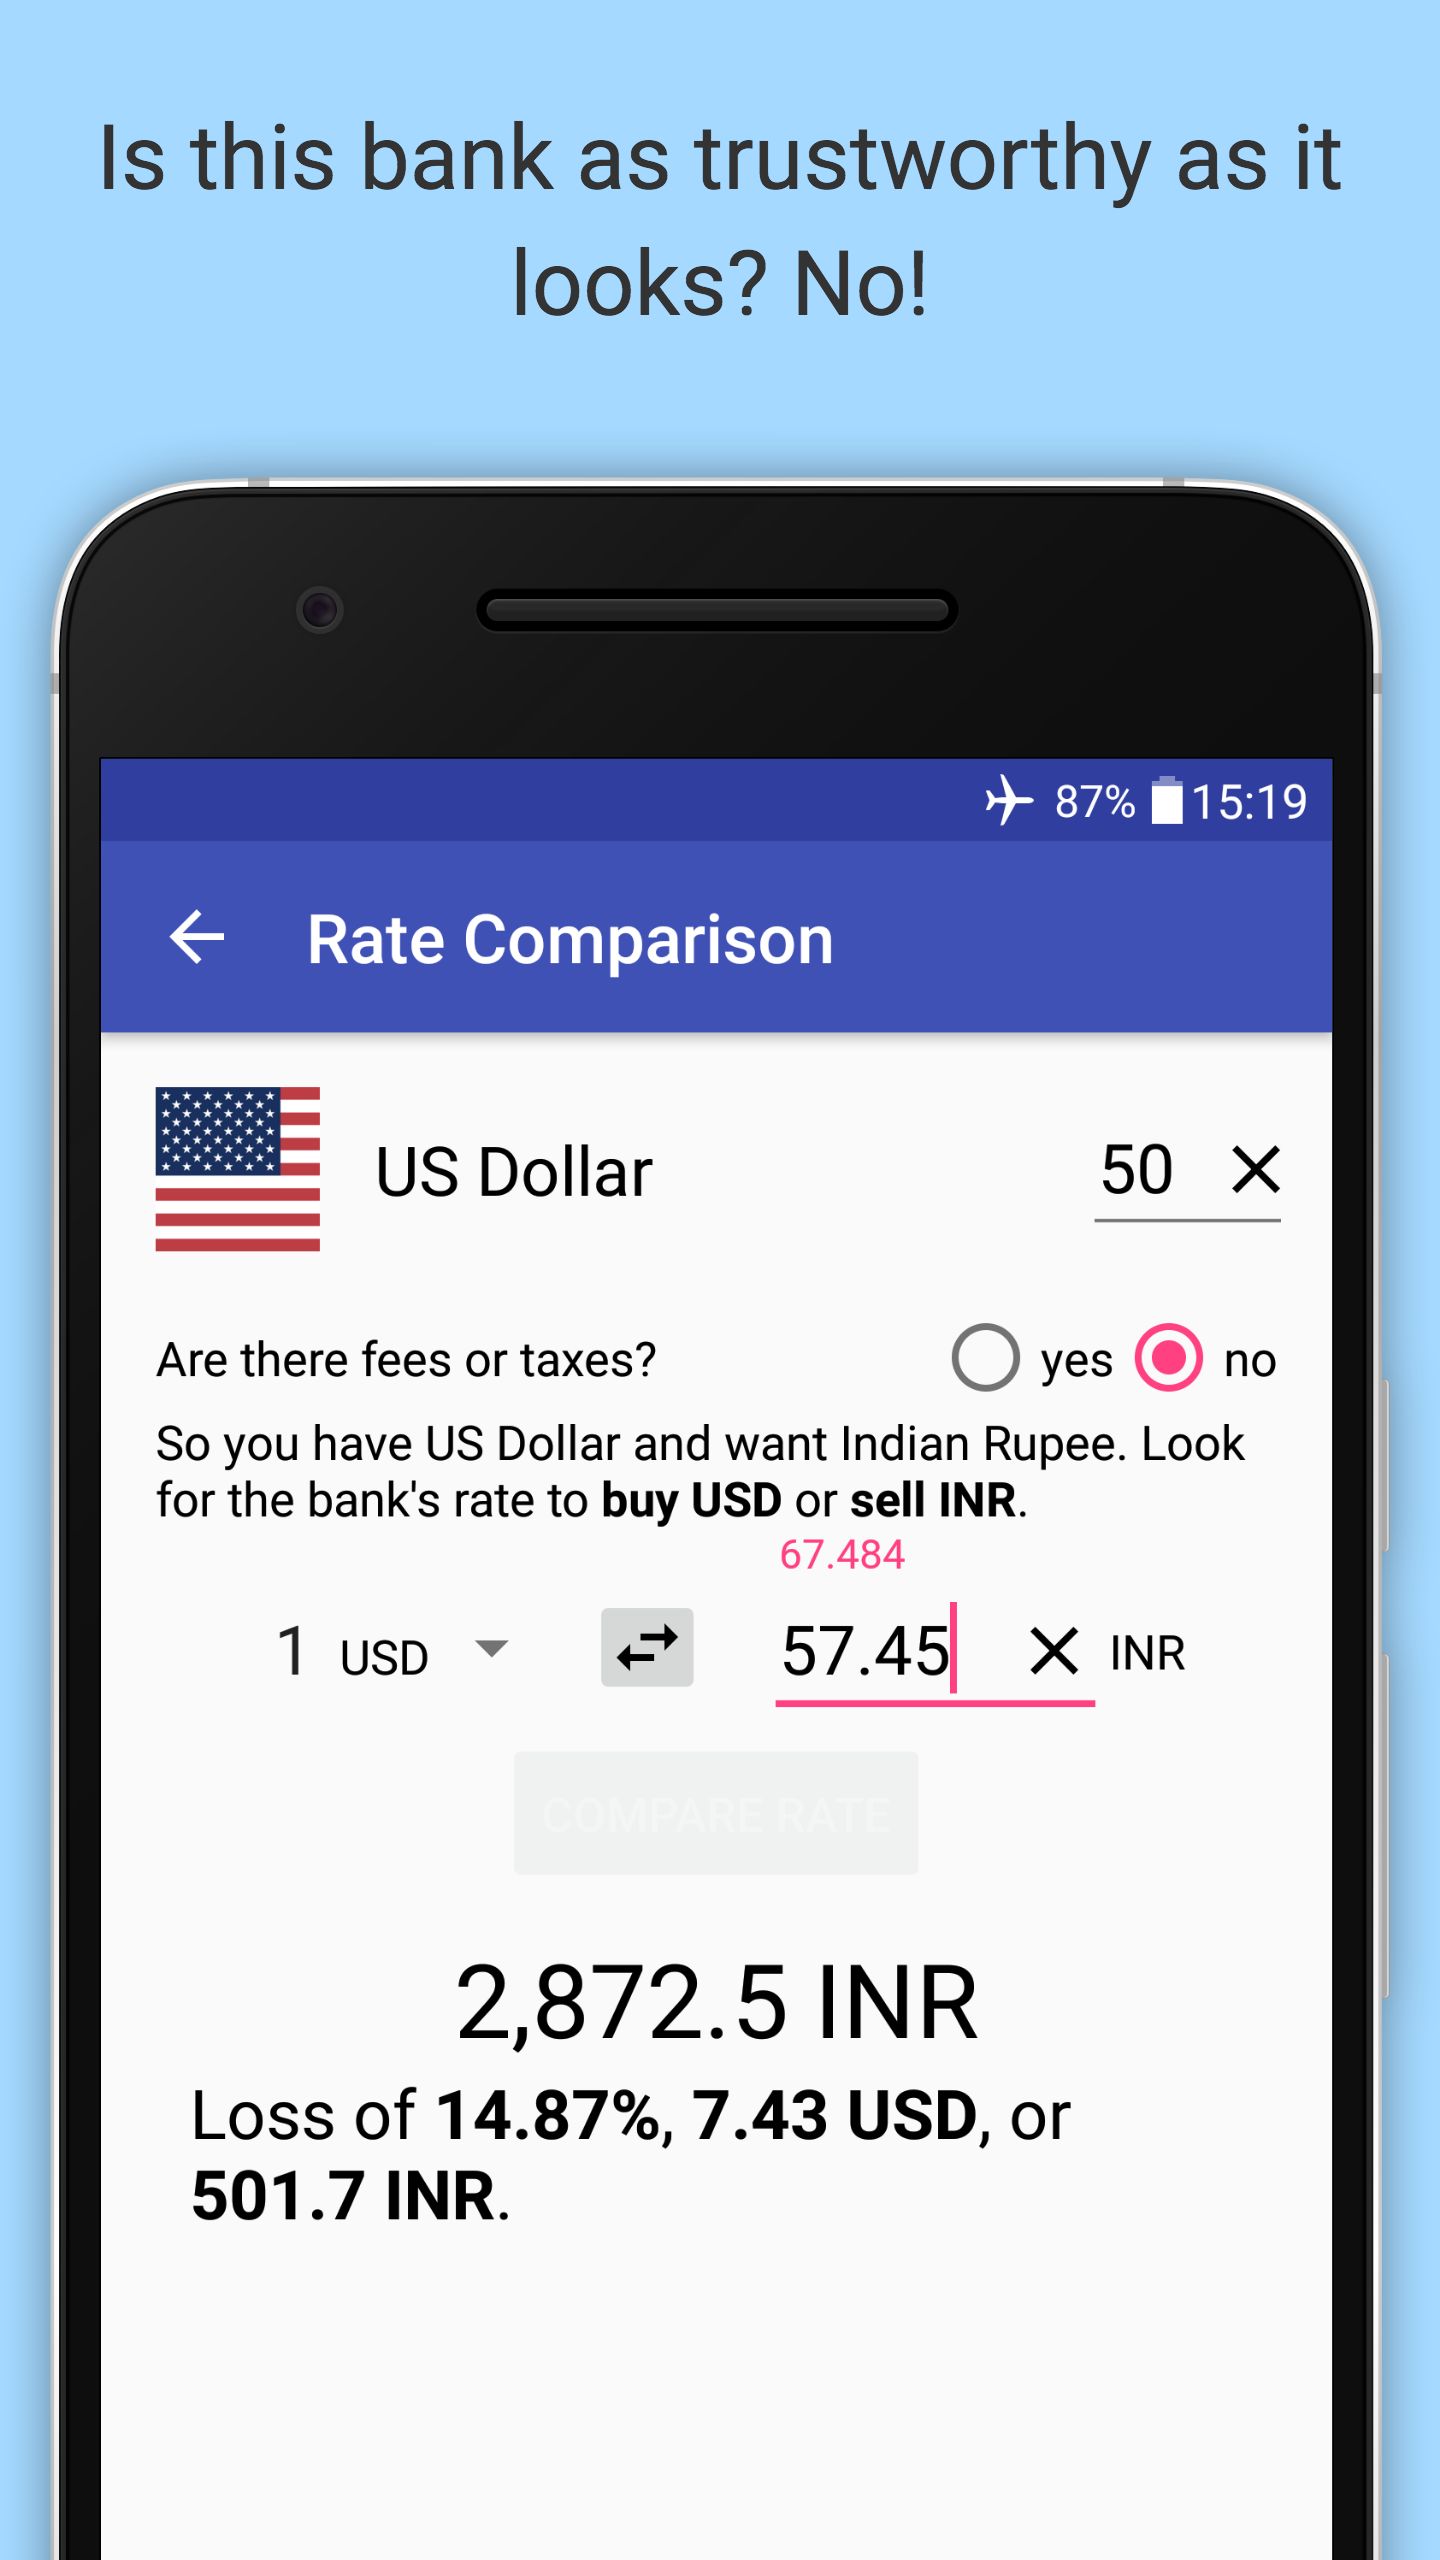 Is this bank as trustworthy as it
looks? No!
87% 15:19
Rate Comparison
US Dollar 50
Are there fees or taxes? yes no
So you have US Dollar and want Indian Rupee. Look
for the bank's rate to buy USD or sell INR.
67.484
1 USD 57.45 INR
COMPARE RATE
2,872.5 INR
Loss of 14.87%, 7.43 USD, or
501.7 INR.